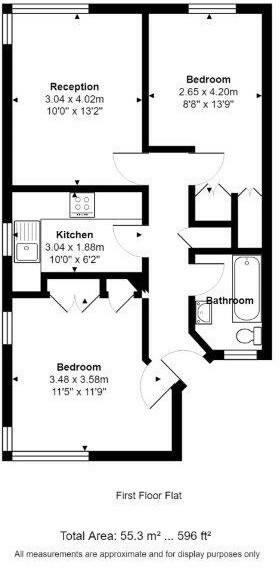 Reception
3.04 x 4.02m
10'0" x 13'2"
Bedroom
2.65 x 4.20m
8'8" x 13'9"
Kitchen
3.04 x 1.88m
10'0" x 6'2"
Bathroom
Bedroom
3.48 x 3.58m
11'5" x 11'9"
First Floor Flat
Total Area: 55.3 m² ... 596 ft²
All measurements are approximate and for display purposes only